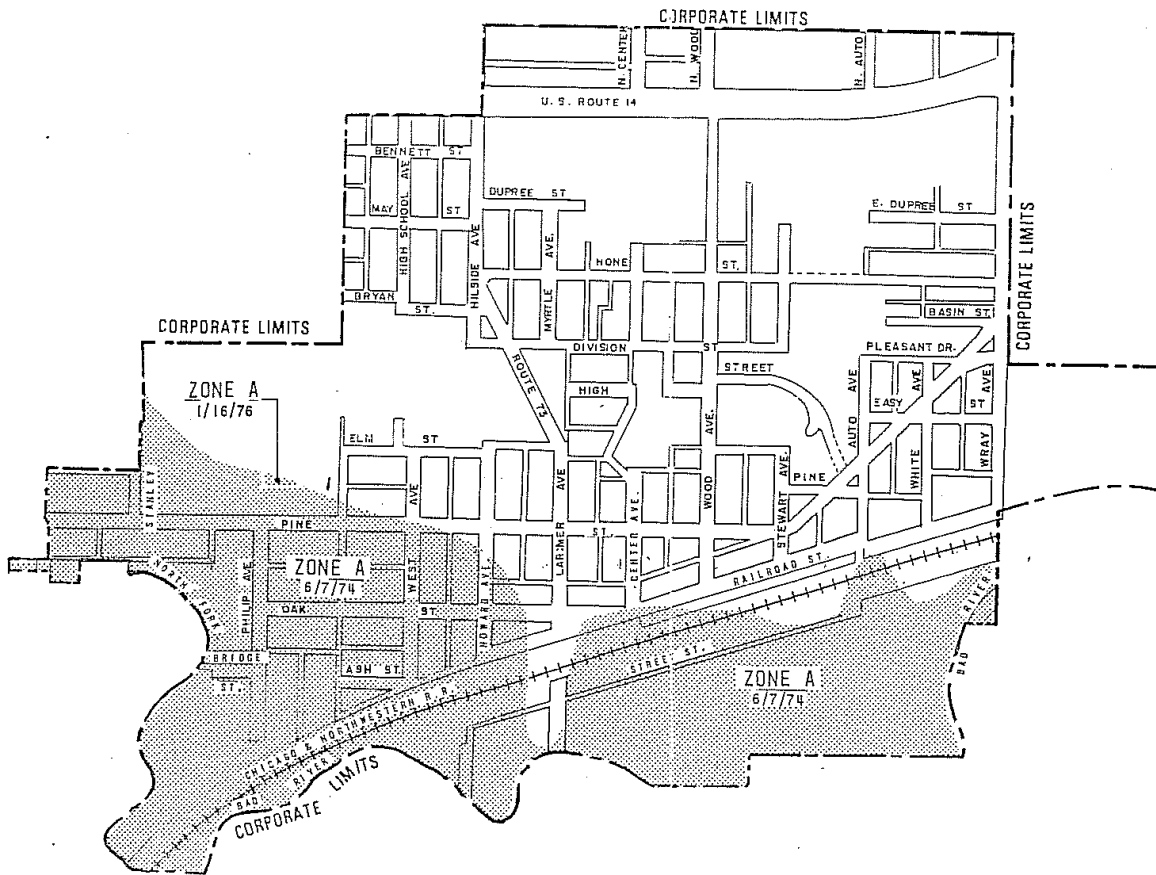 CORPORATE LIMITS
N. CENTER
N. WOOD
N. AUTO
U. S. ROUTE 14
BENNETT ST
HIGH SCHOOL AVE
MAY ST
DUPREE ST
E. DUPREE ST
HILSIDE AVE
MYRTLE AVE.
HONE ST.
CORPORATE LIMITS
BRYAN ST.
BASIN ST.
CORPORATE LIMITS
DIVISION ST
PLEASANT DR.
ROUTE 73
STREET
HIGH
ZONE A
1/16/76
AUTO AVE
EASY ST
WHITE AVE
WRAY AVE.
ELM ST
WOOD AVE.
STEWART AVE.
PINE
STANLEY
PINE ST.
WEST AVE
LARIMER AVE
CENTER AVE.
NORTH FORK
PHILIP AVE
ZONE A
6/7/74
HOWARD AVE.
RAILROAD ST.
OAK ST.
BRIDGE ST.
ASH ST.
STREET ST.
BAD RIVER
ZONE A
6/7/74
CHICAGO & NORTHWESTERN R.R.
BAD RIVER
CORPORATE LIMITS